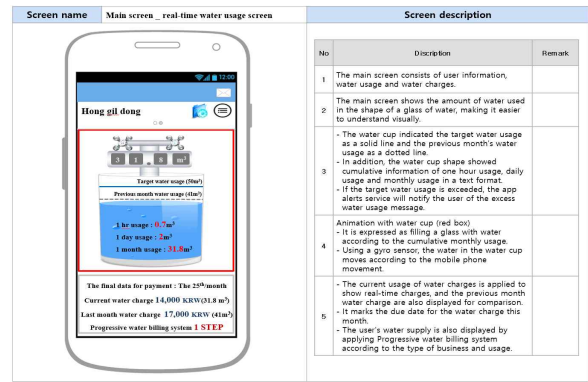 Screen name
Main screen _ real-time water usage screen
Screen description
12:00
Hong gil dong
3 1 . 8 m³
Target water usage (50m³)
Previous month water usage (41m³)
1 hr usage : 0.7m³
1 day usage : 2m³
1 month usage : 31.8m³
The final data for payment : The 25th/month
Current water charge 14,000 KRW(31.8 m³)
Last month water charge 17,000 KRW (41m³)
Progressive water billing system 1 STEP
No
Discription
Remark
1
The main screen consists of user information,
water usage and water charges.
2
The main screen shows the amount of water used
in the shape of a glass of water, making it easier
to understand visually.
3
- The water cup indicated the target water usage
as a solid line and the previous month's water
usage as a dotted line.
- In addition, the water cup shape showed
cumulative information of one hour usage, daily
usage and monthly usage in a text format.
- If the target water usage is exceeded, the app
alerts service will notify the user of the excess
water usage message.
4
Animation with water cup (red box)
- It is expressed as filling a glass with water
according to the cumulative monthly usage.
- Using a gyro sensor, the water in the water cup
moves according to the mobile phone
movement.
5
- The current usage of water charges is applied to
show real-time charges, and the previous month
water charge are also displayed for comparison.
- It marks the due date for the water charge this
month.
- The user's water supply is also displayed by
applying Progressive water billing system
according to the type of business and usage.